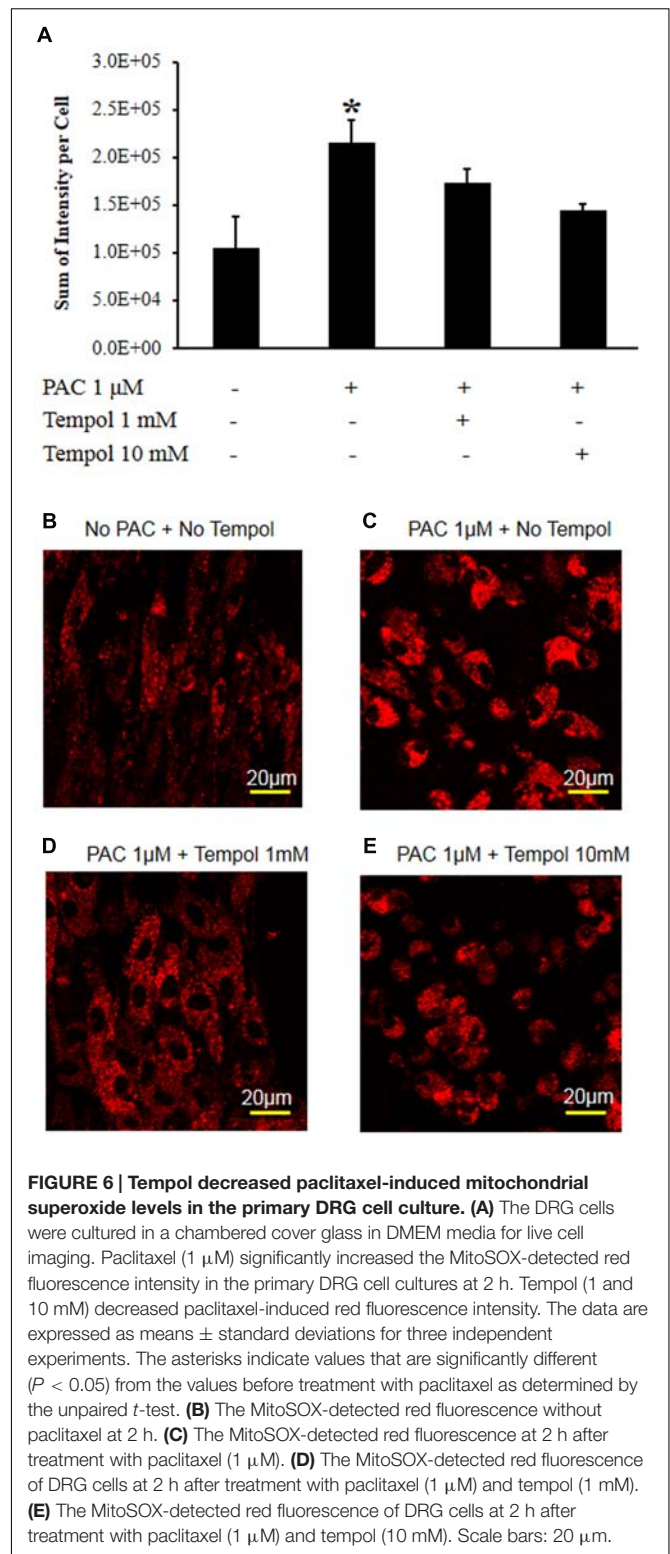 A
3.0E+05
2.5E+05
2.0E+05
1.5E+05
1.0E+05
5.0E+04
0.0E+00
Sum of Intensity per Cell
*
PAC 1 µM - + + +
Tempol 1 mM - - + -
Tempol 10 mM - - - +
B No PAC + No Tempol
C PAC 1µM + No Tempol
20µm
20µm
D PAC 1µM + Tempol 1mM
E PAC 1µM + Tempol 10mM
20µm
20µm
FIGURE 6 | Tempol decreased paclitaxel-induced mitochondrial
superoxide levels in the primary DRG cell culture. (A) The DRG cells
were cultured in a chambered cover glass in DMEM media for live cell
imaging. Paclitaxel (1 µM) significantly increased the MitoSOX-detected red
fluorescence intensity in the primary DRG cell cultures at 2 h. Tempol (1 and
10 mM) decreased paclitaxel-induced red fluorescence intensity. The data are
expressed as means ± standard deviations for three independent
experiments. The asterisks indicate values that are significantly different
(P < 0.05) from the values before treatment with paclitaxel as determined by
the unpaired t-test. (B) The MitoSOX-detected red fluorescence without
paclitaxel at 2 h. (C) The MitoSOX-detected red fluorescence at 2 h after
treatment with paclitaxel (1 µM). (D) The MitoSOX-detected red fluorescence
of DRG cells at 2 h after treatment with paclitaxel (1 µM) and tempol (1 mM).
(E) The MitoSOX-detected red fluorescence of DRG cells at 2 h after
treatment with paclitaxel (1 µM) and tempol (10 mM). Scale bars: 20 µm.